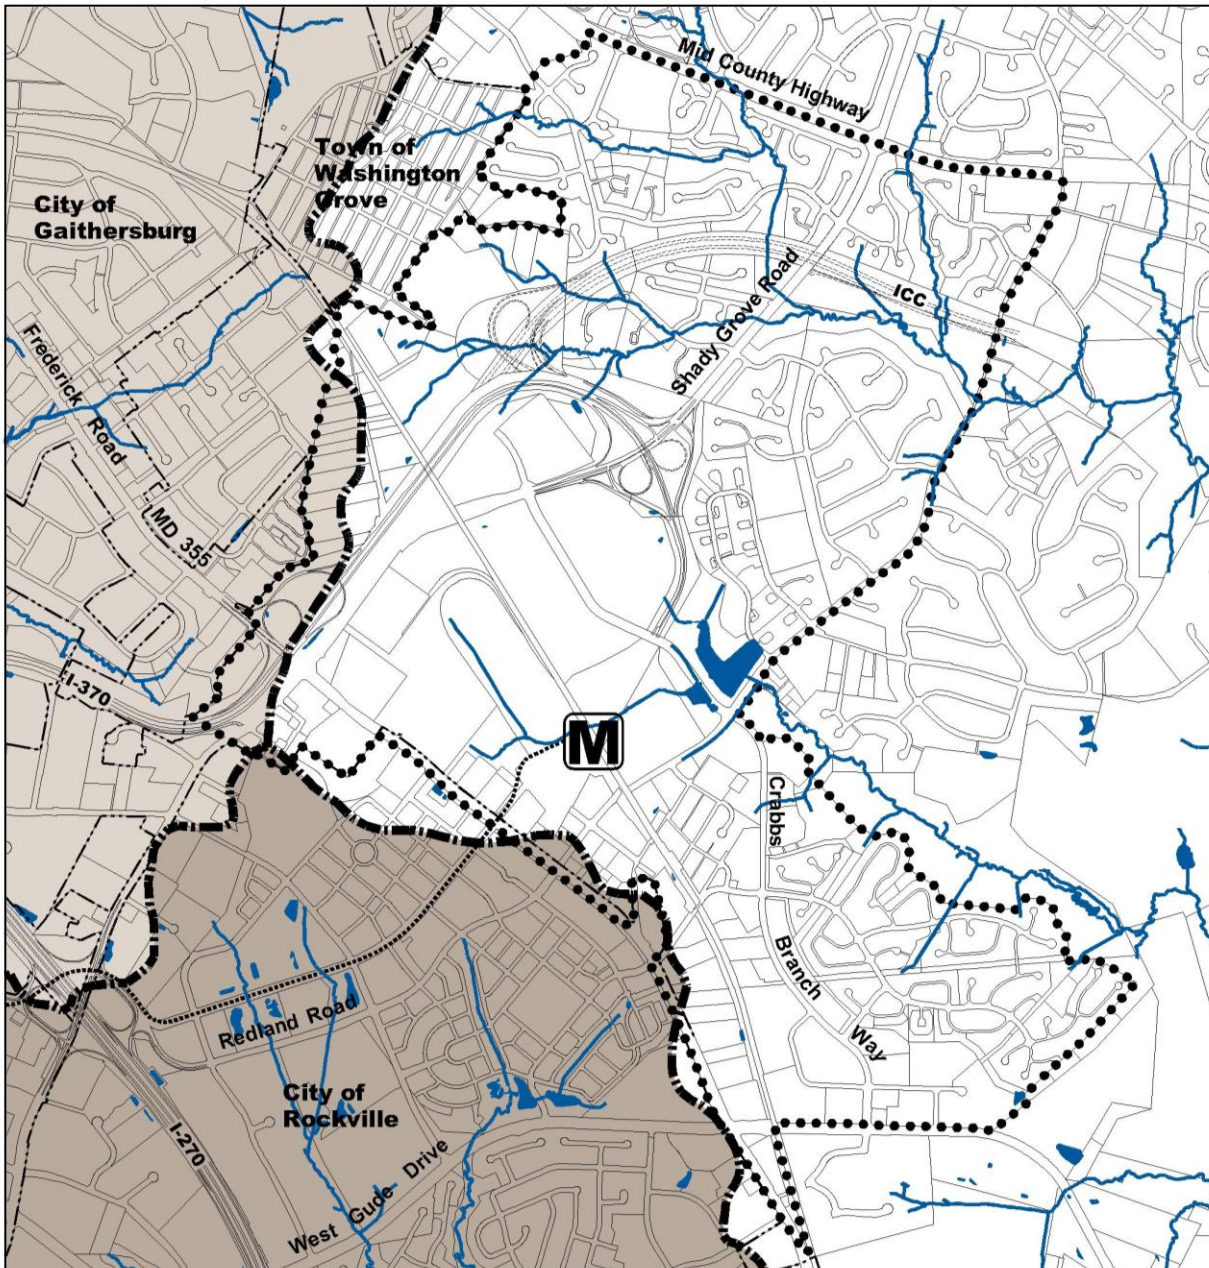 Mid County Highway
Town of
Washington
Grove
City of
Gaithersburg
Shady Grove Road
ICC
Frederick
Road
MD 355
I-370
M
Crabbs
Branch
Way
Redland Road
City of
Rockville
I-270
West Gude Drive